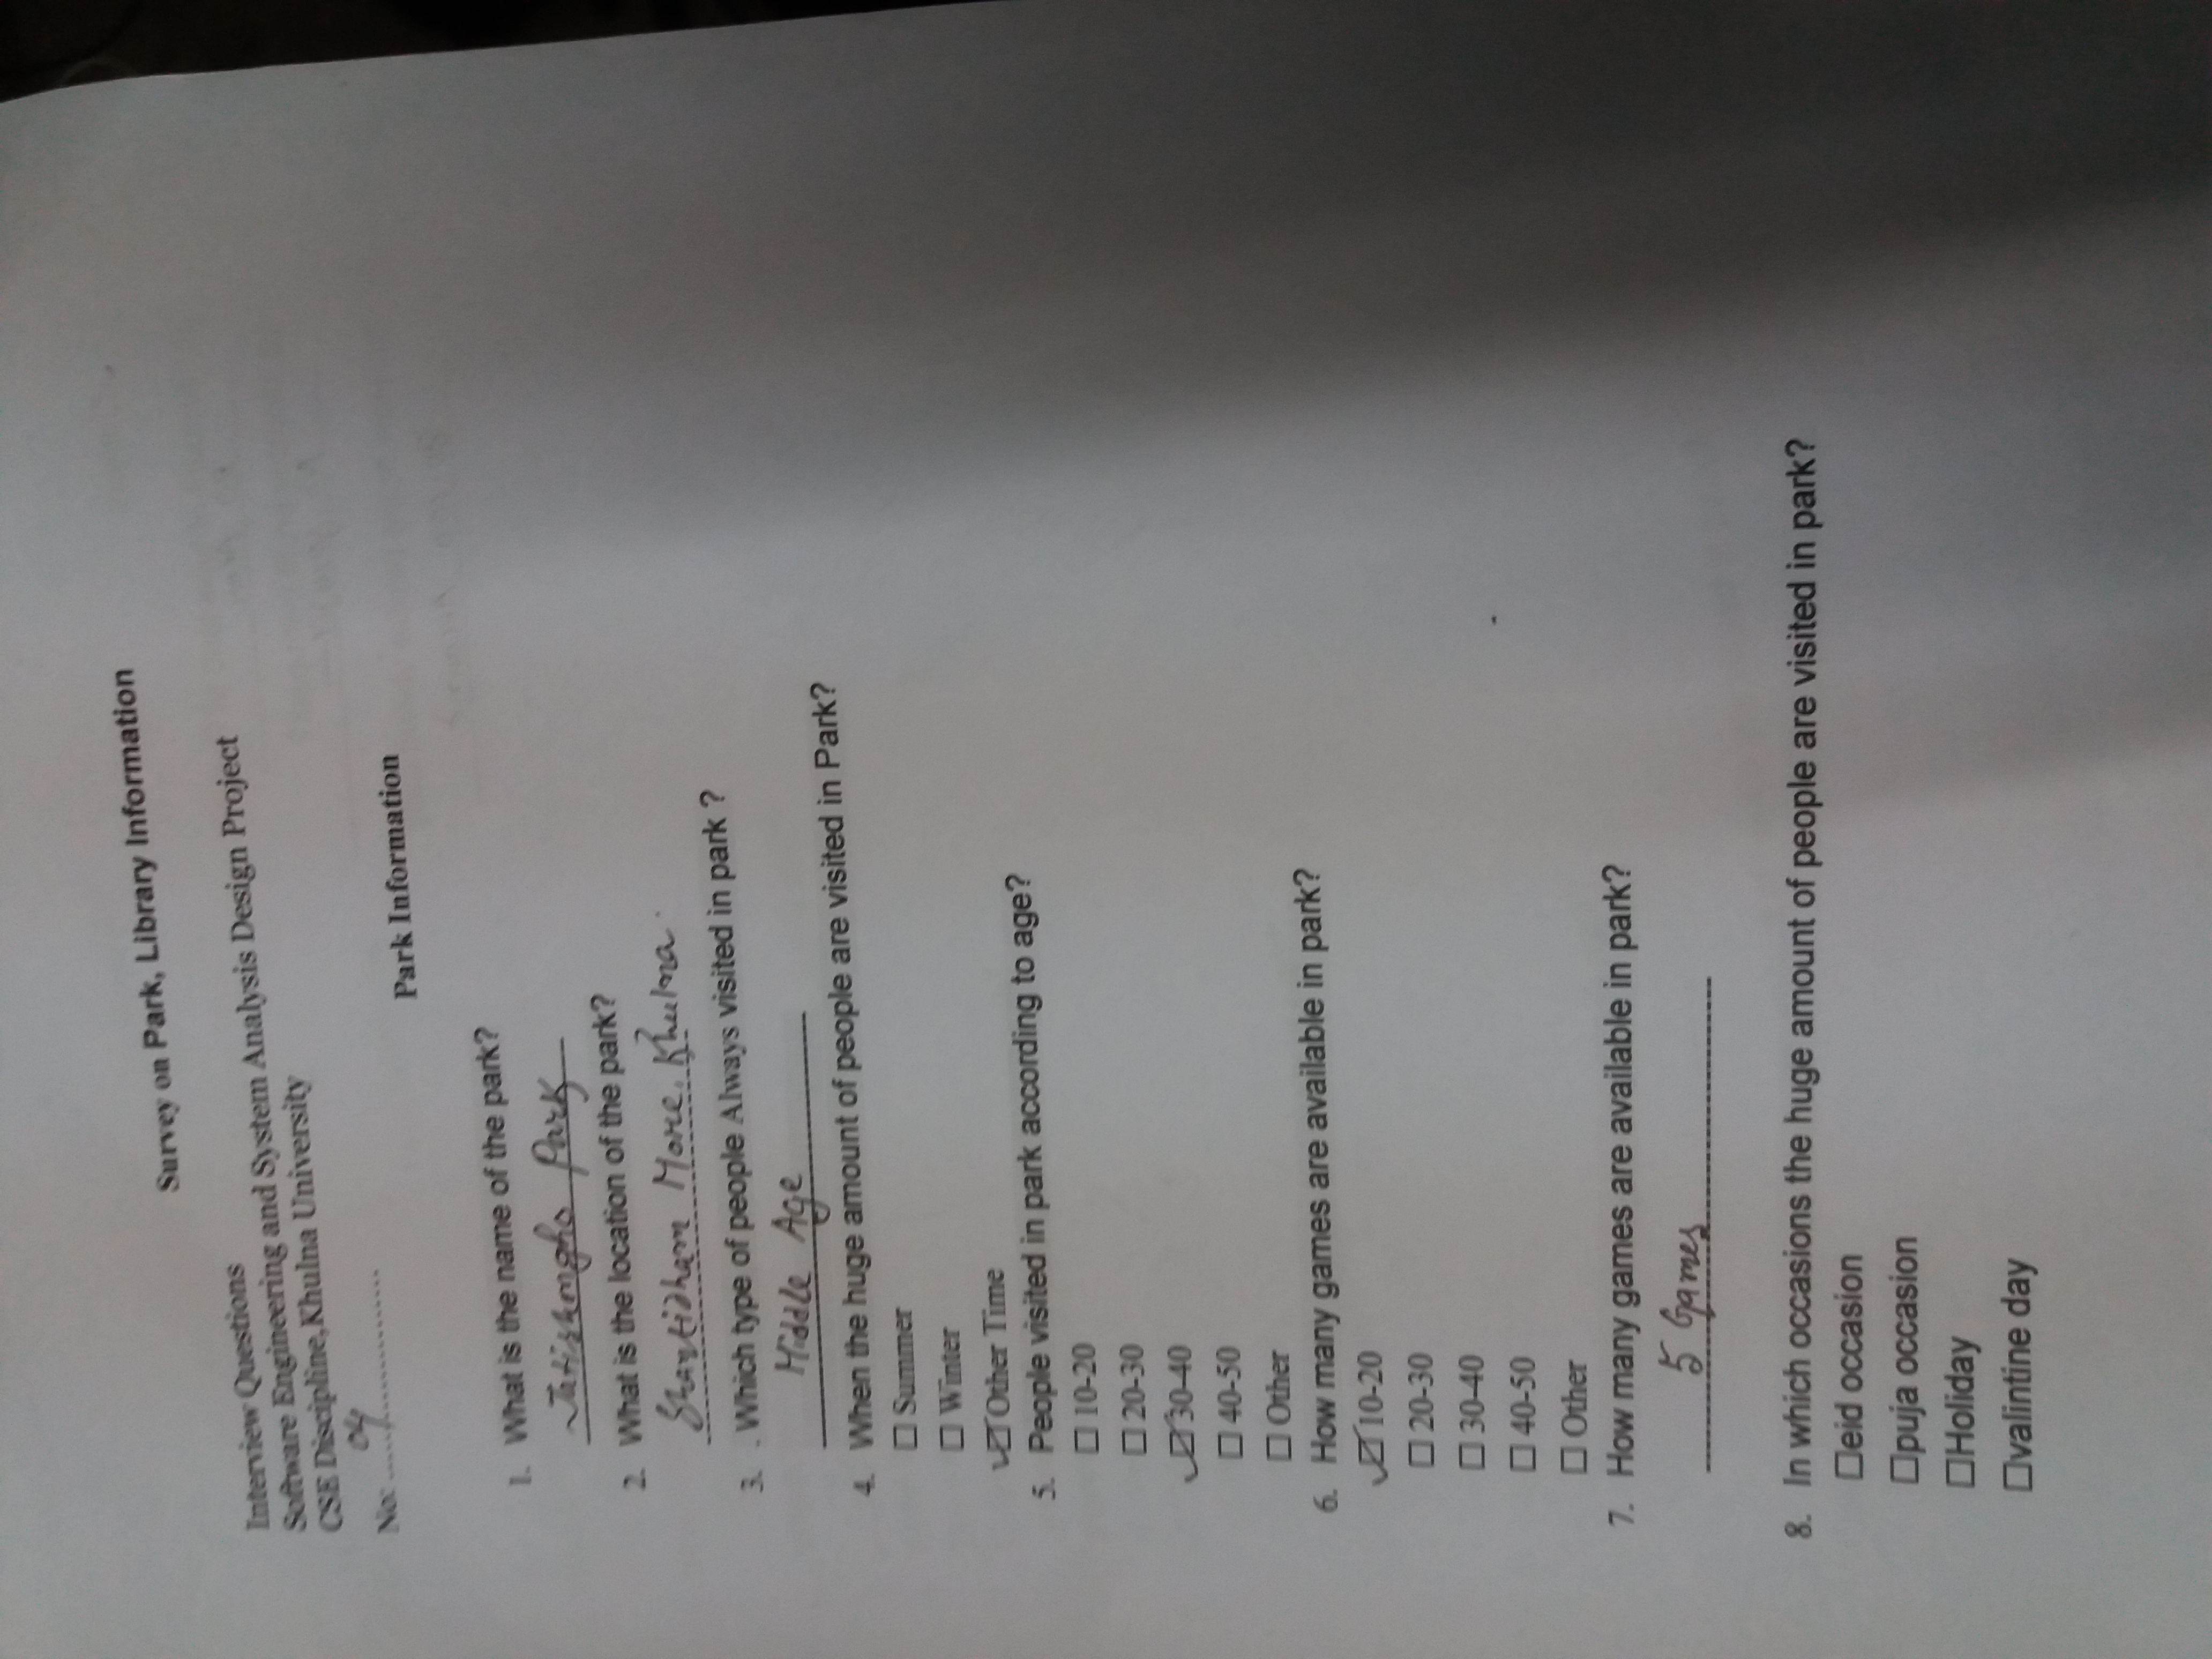 Survey on Park, Library Information
Interview Questions
Software Engineering and System Analysis Design Project
CSE Discipline,Khulna University
No: ...04...................
Park Information
1. What is the name of the park?
Jatishongho Park
2. What is the location of the park?
Shantidham More, Khulna.
3. . Which type of people Always visited in park ?
Middle Age
4. When the huge amount of people are visited in Park?
☐ Summer
☐ Winter
☑ Other Time
5. People visited in park according to age?
☐ 10-20
☐ 20-30
☑ 30-40
☐ 40-50
☐ Other
6. How many games are available in park?
☑ 10-20
☐ 20-30
☐ 30-40
☐ 40-50
☐ Other
7. How many games are available in park?
5 Games
8. In which occasions the huge amount of people are visited in park?
☐eid occasion
☐puja occasion
☐Holiday
☐valintine day